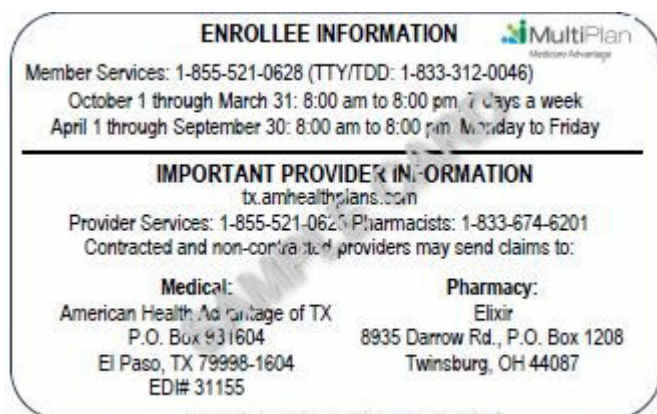 ENROLLEE INFORMATION
MultiPlan
Medicare Advantage
Member Services: 1-855-521-0628 (TTY/TDD: 1-833-312-0046)
October 1 through March 31: 8:00 am to 8:00 pm, 7 days a week
April 1 through September 30: 8:00 am to 8:00 pm, Monday to Friday
IMPORTANT PROVIDER INFORMATION
tx.amhealthplans.com
Provider Services: Pharmacists: 1-833-674-6201
Contracted and non-contracted providers may send claims to:
Medical:
American Health Advantage of TX
P.O. Box 931604
El Paso, TX 79998-1604
EDI# 31155
Pharmacy:
Elixir
8935 Darrow Rd., P.O. Box 1208
Twinsburg, OH 44087
SAMPLE CARD